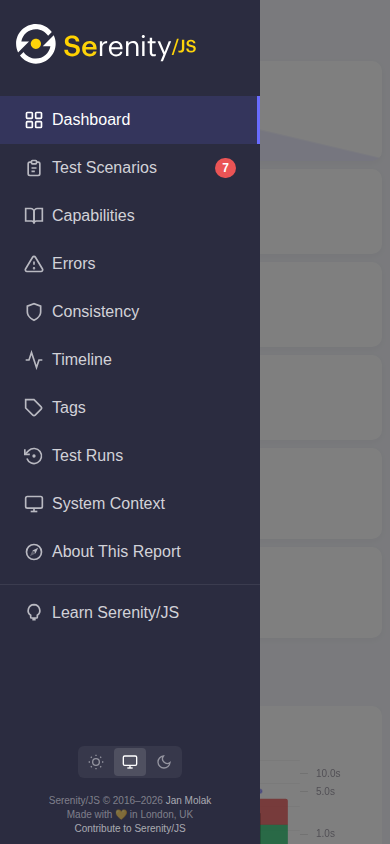 Serenity/JS
Dashboard
Test Scenarios 7
Capabilities
Errors
Consistency
Timeline
Tags
Test Runs
System Context
About This Report
Learn Serenity/JS
10.0s
5.0s
1.0s
Serenity/JS © 2016–2026 Jan Molak
Made with 🤎 in London, UK
Contribute to Serenity/JS